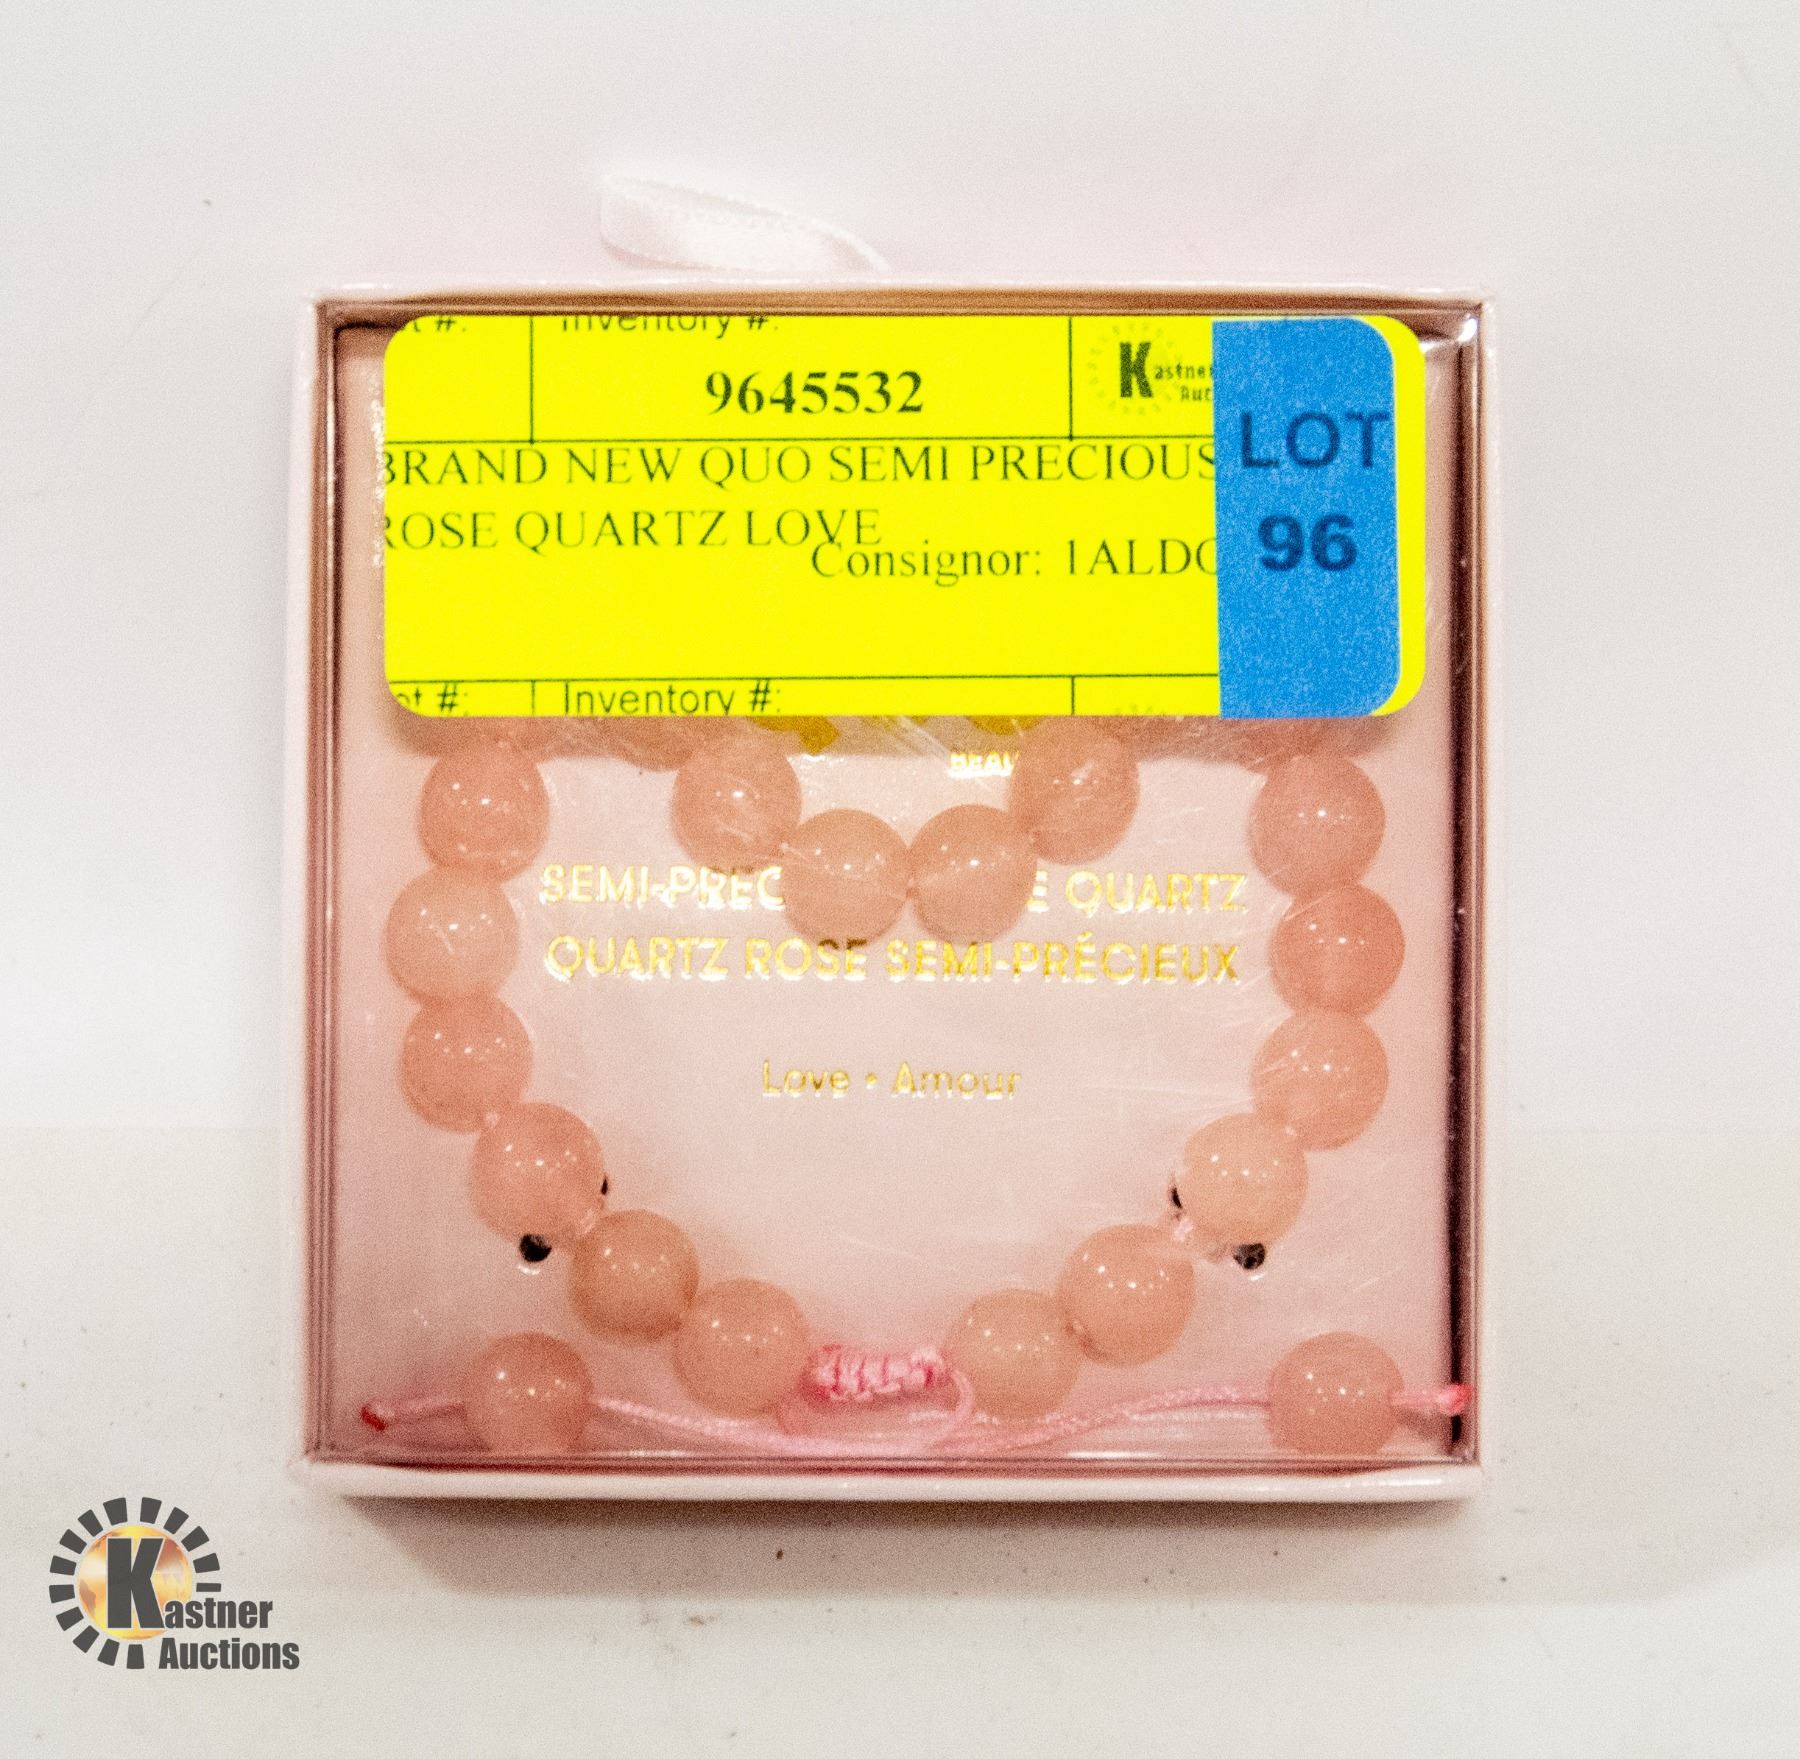 Inventory #:
9645532
Kastner
LOT
96
BRAND NEW QUO SEMI PRECIOUS
ROSE QUARTZ LOVE
Consignor: 1ALDO
Inventory #:
QUARTZ
QUARTZ ROSE SEMI-PRÉCIEUX
Love • Amour
Kastner
Auctions